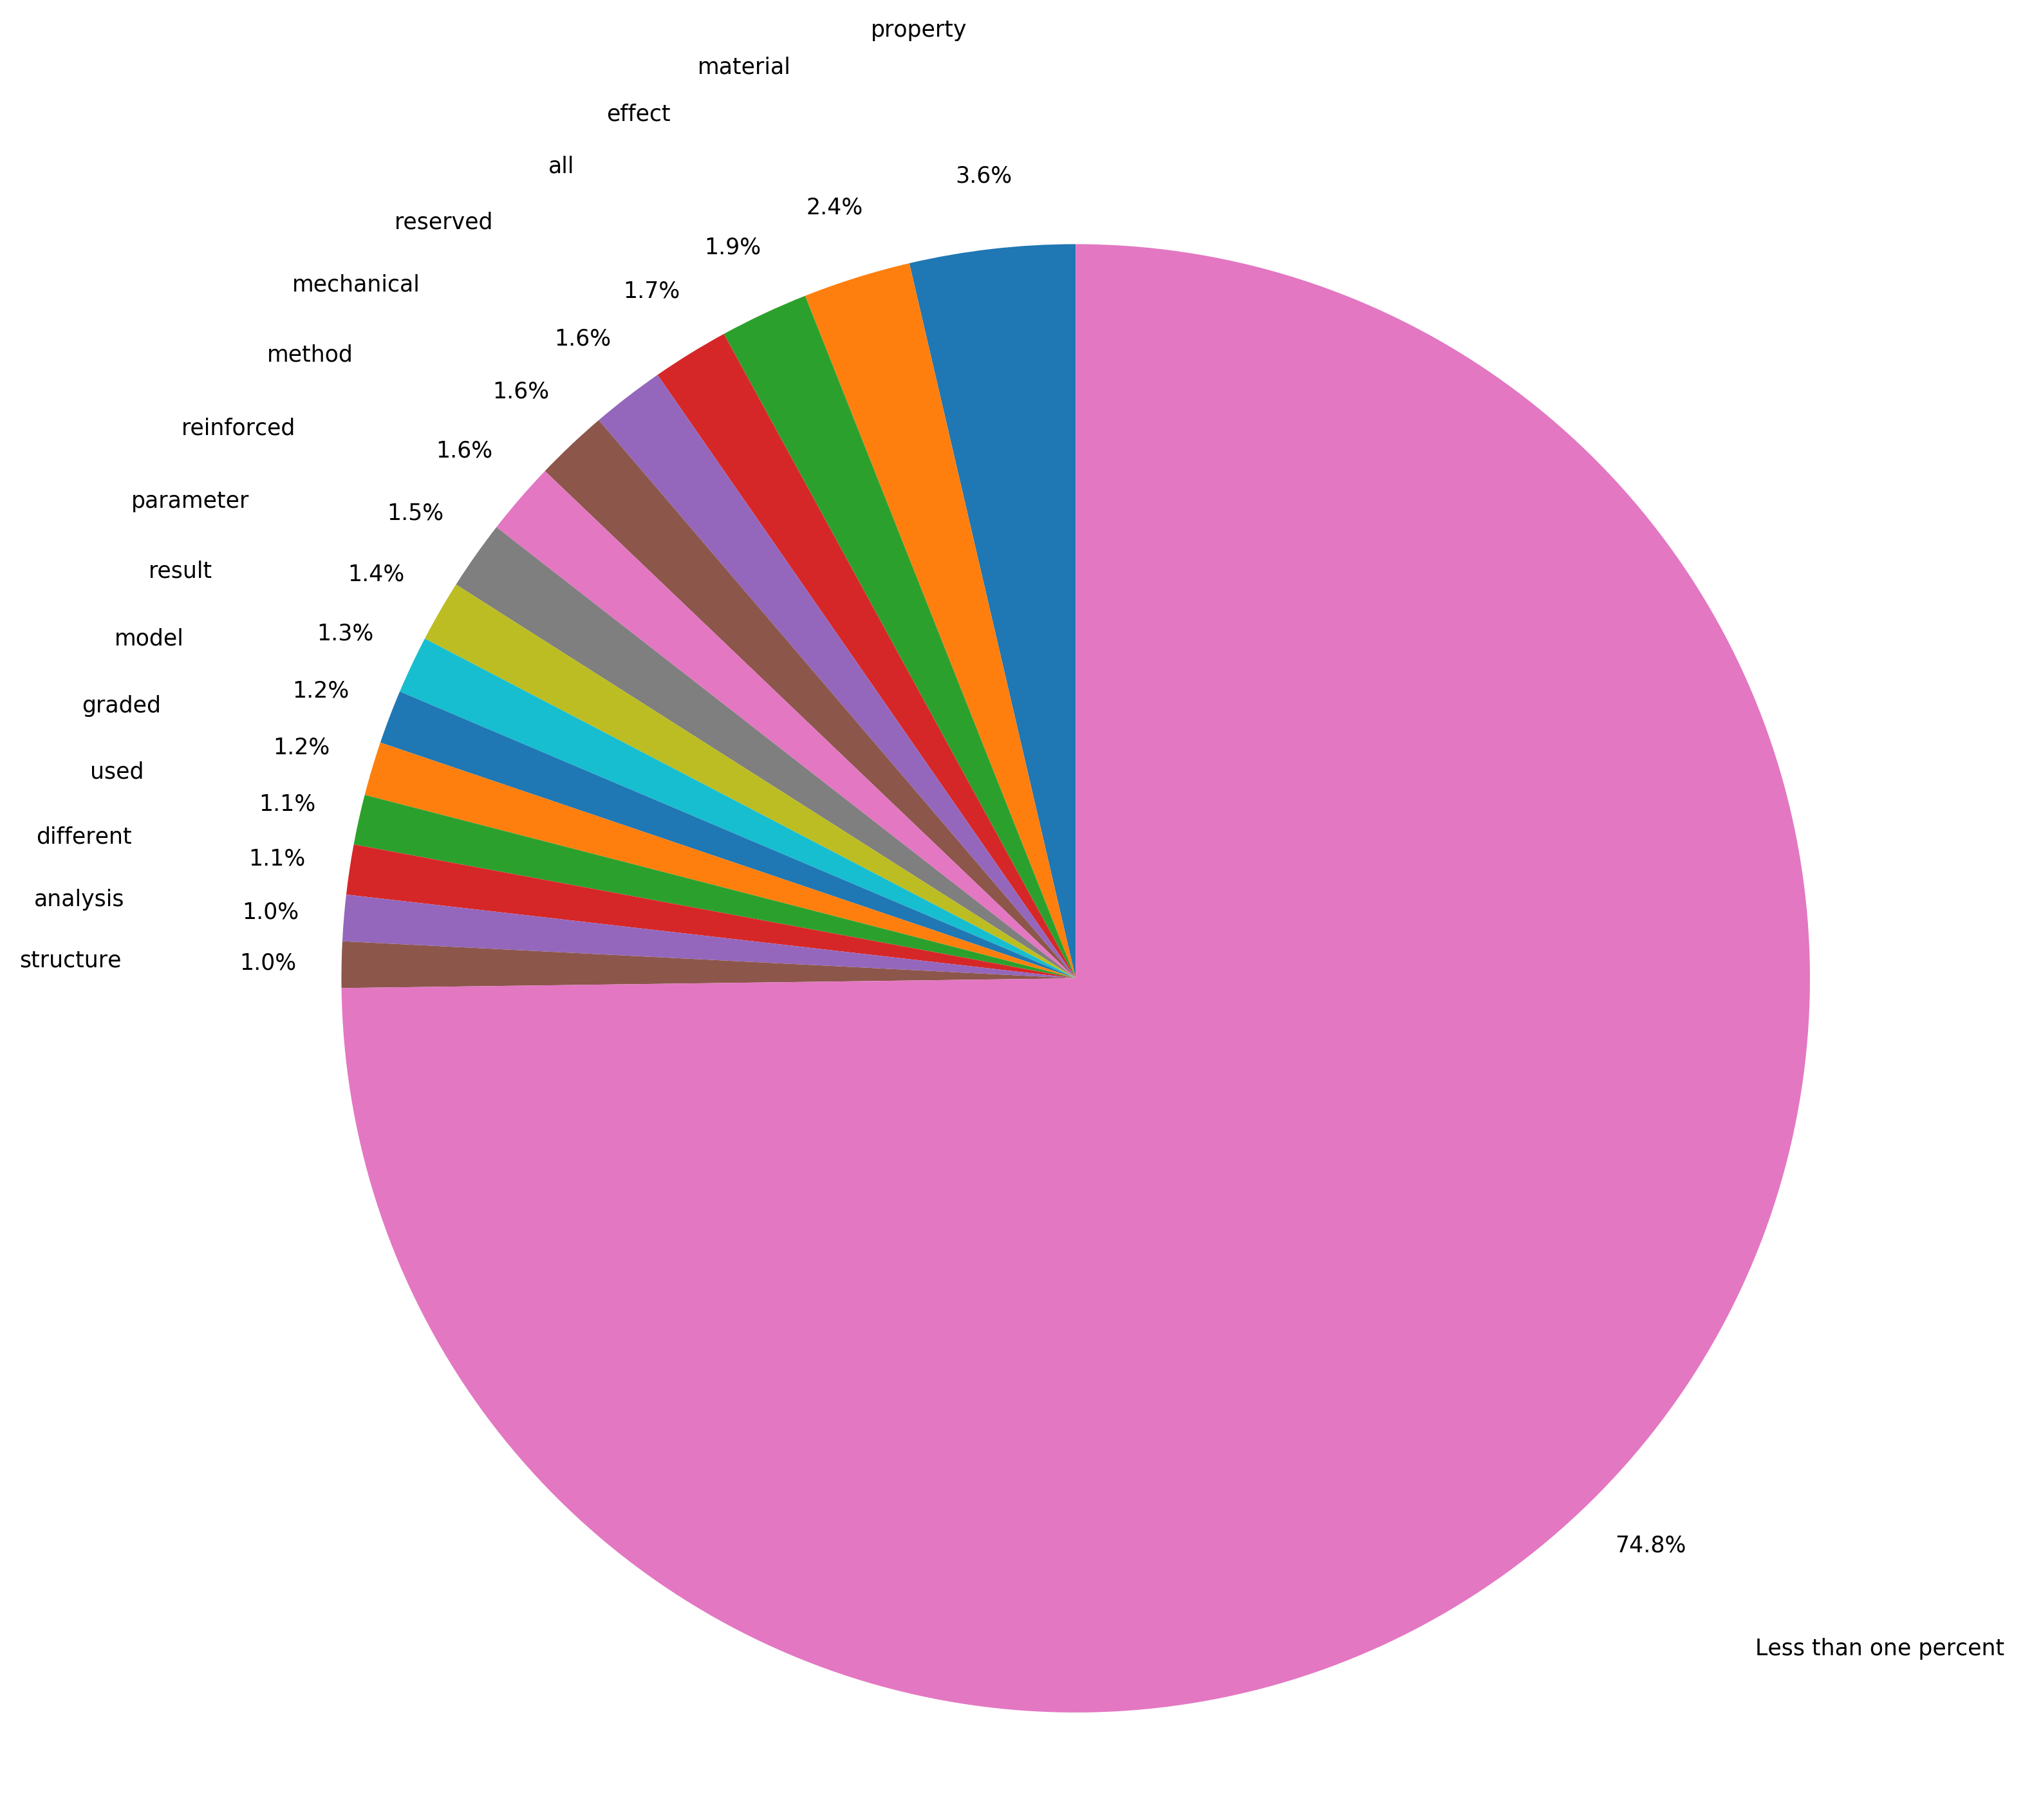 property
material
effect
all
reserved
mechanical
method
reinforced
parameter
result
model
graded
used
different
analysis
structure
3.6%
2.4%
1.9%
1.7%
1.6%
1.6%
1.6%
1.5%
1.4%
1.3%
1.2%
1.2%
1.1%
1.1%
1.0%
1.0%
74.8%
Less than one percent